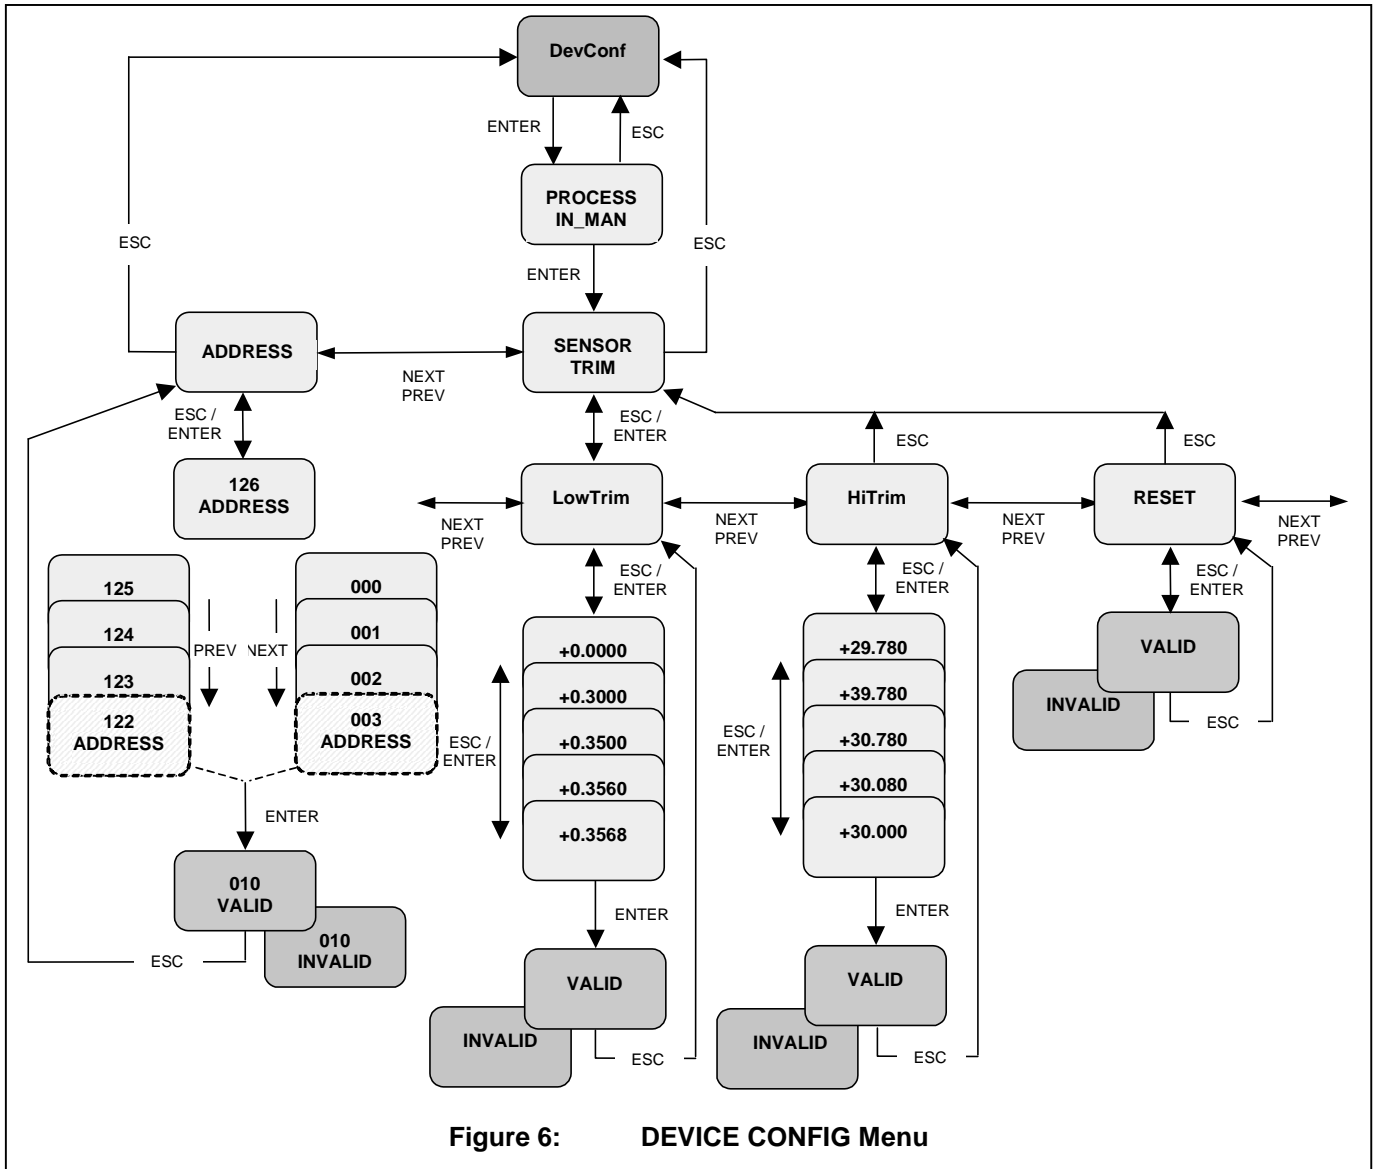 DevConf
ENTER
ESC
PROCESS
IN_MAN
ESC
ESC
ENTER
ADDRESS
SENSOR
TRIM
NEXT
PREV
ESC /
ENTER
ESC /
ENTER
ESC
ESC
126
ADDRESS
LowTrim
HiTrim
RESET
NEXT
PREV
NEXT
PREV
NEXT
PREV
NEXT
PREV
125
124
123
122
ADDRESS
PREV
NEXT
000
001
002
003
ADDRESS
ESC /
ENTER
ESC /
ENTER
ESC /
ENTER
+0.0000
+0.3000
+0.3500
+0.3560
+0.3568
ESC /
ENTER
+29.780
+39.780
+30.780
+30.080
+30.000
ESC /
ENTER
VALID
INVALID
ESC
ENTER
010
VALID
010
INVALID
ESC
ENTER
VALID
INVALID
ESC
ENTER
VALID
INVALID
ESC
Figure 6: DEVICE CONFIG Menu